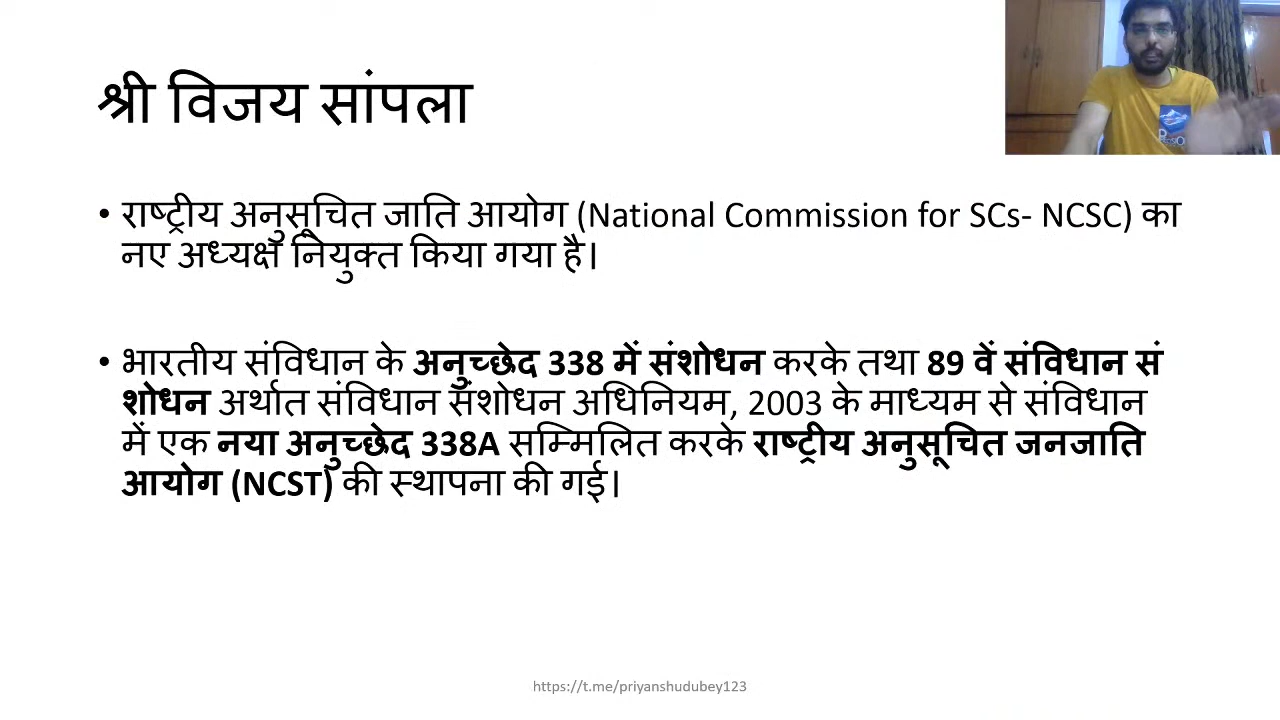 श्री विजय सांपला
• राष्ट्रीय अनुसूचित जाति आयोग (National Commission for SCs- NCSC) का
नए अध्यक्ष नियुक्त किया गया है।
• भारतीय संविधान के अनुच्छेद 338 में संशोधन करके तथा 89 वें संविधान सं
शोधन अर्थात संविधान संशोधन अधिनियम, 2003 के माध्यम से संविधान
में एक नया अनुच्छेद 338A सम्मिलित करके राष्ट्रीय अनुसूचित जनजाति
आयोग (NCST) की स्थापना की गई।
https://t.me/priyanshudubey123